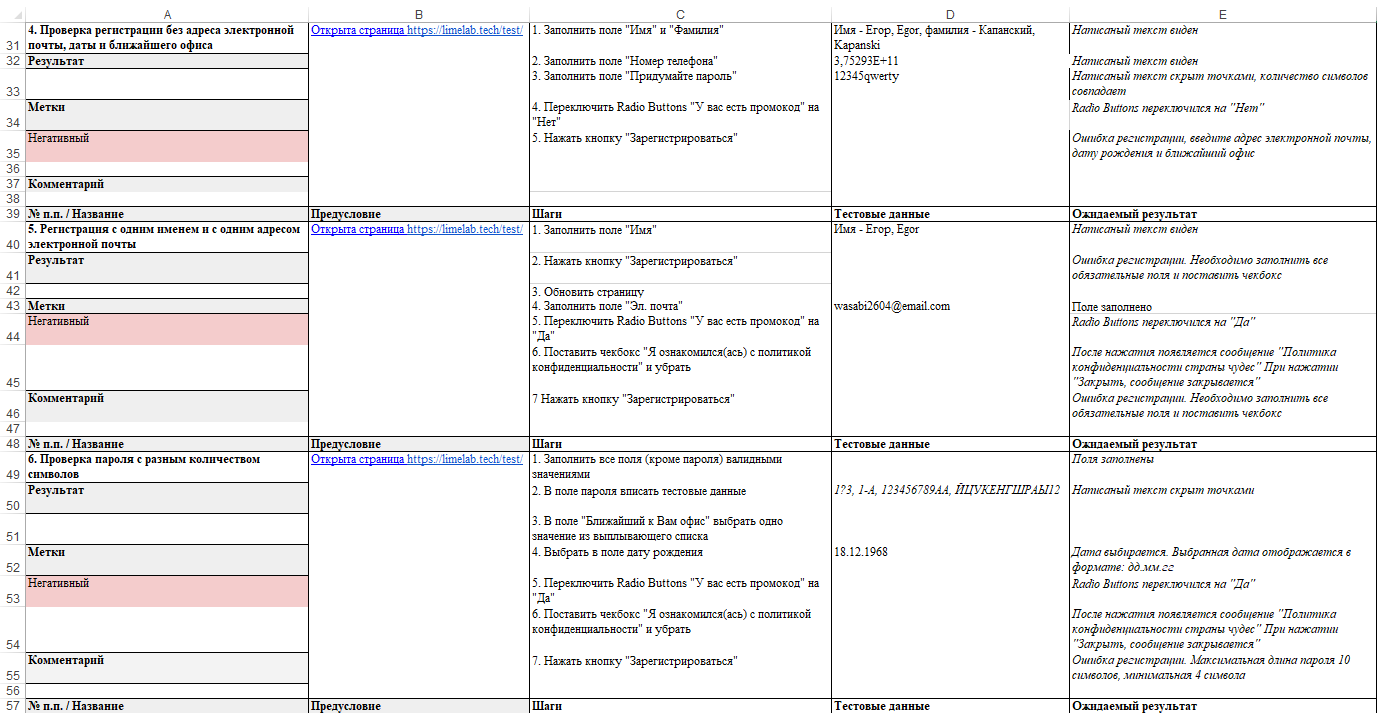 A B C D E
31 4. Проверка регистрации без адреса электронной почты, даты и ближайшего офиса Открыта страница https://limelab.tech/test/ 1. Заполнить поле "Имя" и "Фамилия" Имя - Егор, Egor, фамилия - Капанский, Kapanski Написаный текст виден
32 Результат 2. Заполнить поле "Номер телефона" 3,75293E+11 Написаный текст виден
33 3. Заполнить поле "Придумайте пароль" 12345qwerty Написаный текст скрыт точками, количество символов совпадает
34 Метки 4. Переключить Radio Buttons "У вас есть промокод" на "Нет" Radio Buttons переключился на "Нет"
35 Негативный 5. Нажать кнопку "Зарегистрироваться" Ошибка регистрации, введите адрес электронной почты, дату рождения и ближайший офис
36
37 Комментарий
38
39 № п.п. / Название Предусловие Шаги Тестовые данные Ожидаемый результат
40 5. Регистрация с одним именем и с одним адресом электронной почты Открыта страница https://limelab.tech/test/ 1. Заполнить поле "Имя" Имя - Егор, Egor Написаный текст виден
41 Результат 2. Нажать кнопку "Зарегистрироваться" Ошибка регистрации. Необходимо заполнить все обязательные поля и поставить чекбокс
42 3. Обновить страницу
43 Метки 4. Заполнить поле "Эл. почта" wasabi2604@email.com Поле заполнено
44 Негативный 5. Переключить Radio Buttons "У вас есть промокод" на "Да" Radio Buttons переключился на "Да"
45 6. Поставить чекбокс "Я ознакомился(ась) с политикой конфиденциальности" и убрать После нажатия появляется сообщение "Политика конфиденциальности страны чудес" При нажатии "Закрыть, сообщение закрывается"
46 Комментарий 7 Нажать кнопку "Зарегистрироваться" Ошибка регистрации. Необходимо заполнить все обязательные поля и поставить чекбокс
47
48 № п.п. / Название Предусловие Шаги Тестовые данные Ожидаемый результат
49 6. Проверка пароля с разным количеством символов Открыта страница https://limelab.tech/test/ 1. Заполнить все поля (кроме пароля) валидными значениями Поля заполнены
50 Результат 2. В поле пароля вписать тестовые данные 1?3, 1-A, 123456789AA, ЙЦУКЕНГШРАЫ12 Написаный текст скрыт точками
51 3. В поле "Ближайший к Вам офис" выбрать одно значение из выплывающего списка
52 Метки 4. Выбрать в поле дату рождения 18.12.1968 Дата выбирается. Выбранная дата отображается в формате: дд.мм.гг
53 Негативный 5. Переключить Radio Buttons "У вас есть промокод" на "Да" Radio Buttons переключился на "Да"
54 6. Поставить чекбокс "Я ознакомился(ась) с политикой конфиденциальности" и убрать После нажатия появляется сообщение "Политика конфиденциальности страны чудес" При нажатии "Закрыть, сообщение закрывается"
55 Комментарий 7. Нажать кнопку "Зарегистрироваться" Ошибка регистрации. Максимальная длина пароля 10 символов, минимальная 4 символа
56
57 № п.п. / Название Предусловие Шаги Тестовые данные Ожидаемый результат